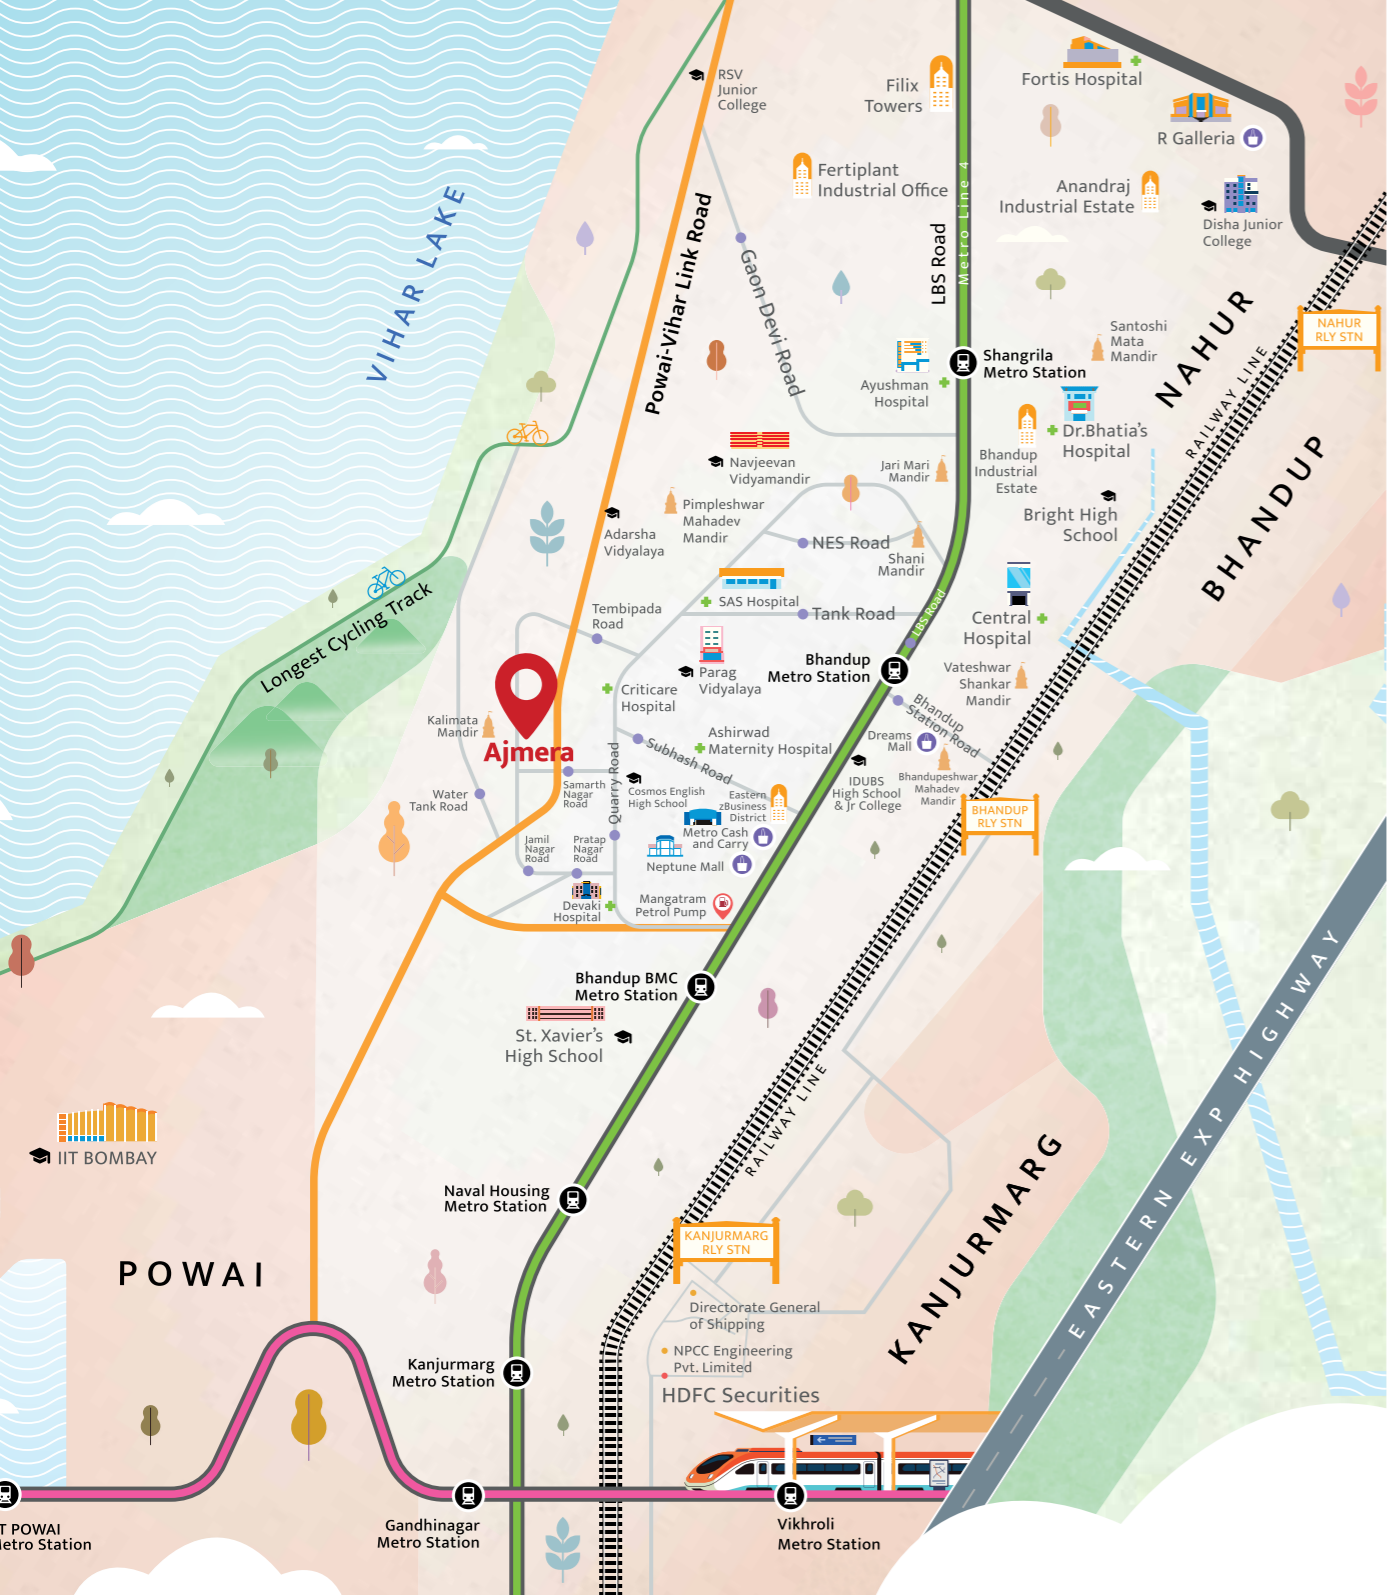 RSV
Junior
College
Filix
Towers
Fortis Hospital
R Galleria
Fertiplant
Industrial Office
Anandraj
Industrial Estate
Disha Junior
College
VIHAR LAKE
Powai-Vihar Link Road
Gaon Devi Road
LBS Road
Metro Line 4
NAHUR
RLY STN
Santoshi
Mata
Mandir
NAHUR
RAILWAY LINE
Shangrila
Metro Station
Ayushman
Hospital
Dr.Bhatia's
Hospital
BHANDUP
Navjeevan
Vidyamandir
Jari Mari
Mandir
Bhandup
Industrial
Estate
Pimpleshwar
Mahadev
Mandir
Bright High
School
Adarsha
Vidyalaya
NES Road
Shani
Mandir
Longest Cycling Track
SAS Hospital
Tank Road
LBS Road
Central
Hospital
Tembipada
Road
Bhandup
Metro Station
Vateshwar
Shankar
Mandir
Parag
Vidyalaya
Criticare
Hospital
Kalimata
Mandir
Ajmera
Bhandup
Station Road
Ashirwad
Maternity Hospital
Dreams
Mall
Subhash Road
Quarry Road
Water
Tank Road
Samarth
Nagar
Road
Cosmos English
High School
Eastern
zBusiness
District
IDUBS
High School
& Jr College
Bhandupeshwar
Mahadev
Mandir
BHANDUP
RLY STN
Metro Cash
and Carry
Jamil
Nagar
Road
Pratap
Nagar
Road
Neptune Mall
Devaki
Hospital
Mangatram
Petrol Pump
Bhandup BMC
Metro Station
St. Xavier's
High School
EASTERN EXP HIGHWAY
RAILWAY LINE
IIT BOMBAY
Naval Housing
Metro Station
KANJURMARG
RLY STN
KANJURMARG
POWAI
Directorate General
of Shipping
NPCC Engineering
Pvt. Limited
Kanjurmarg
Metro Station
HDFC Securities
T POWAI
etro Station
Gandhinagar
Metro Station
Vikhroli
Metro Station